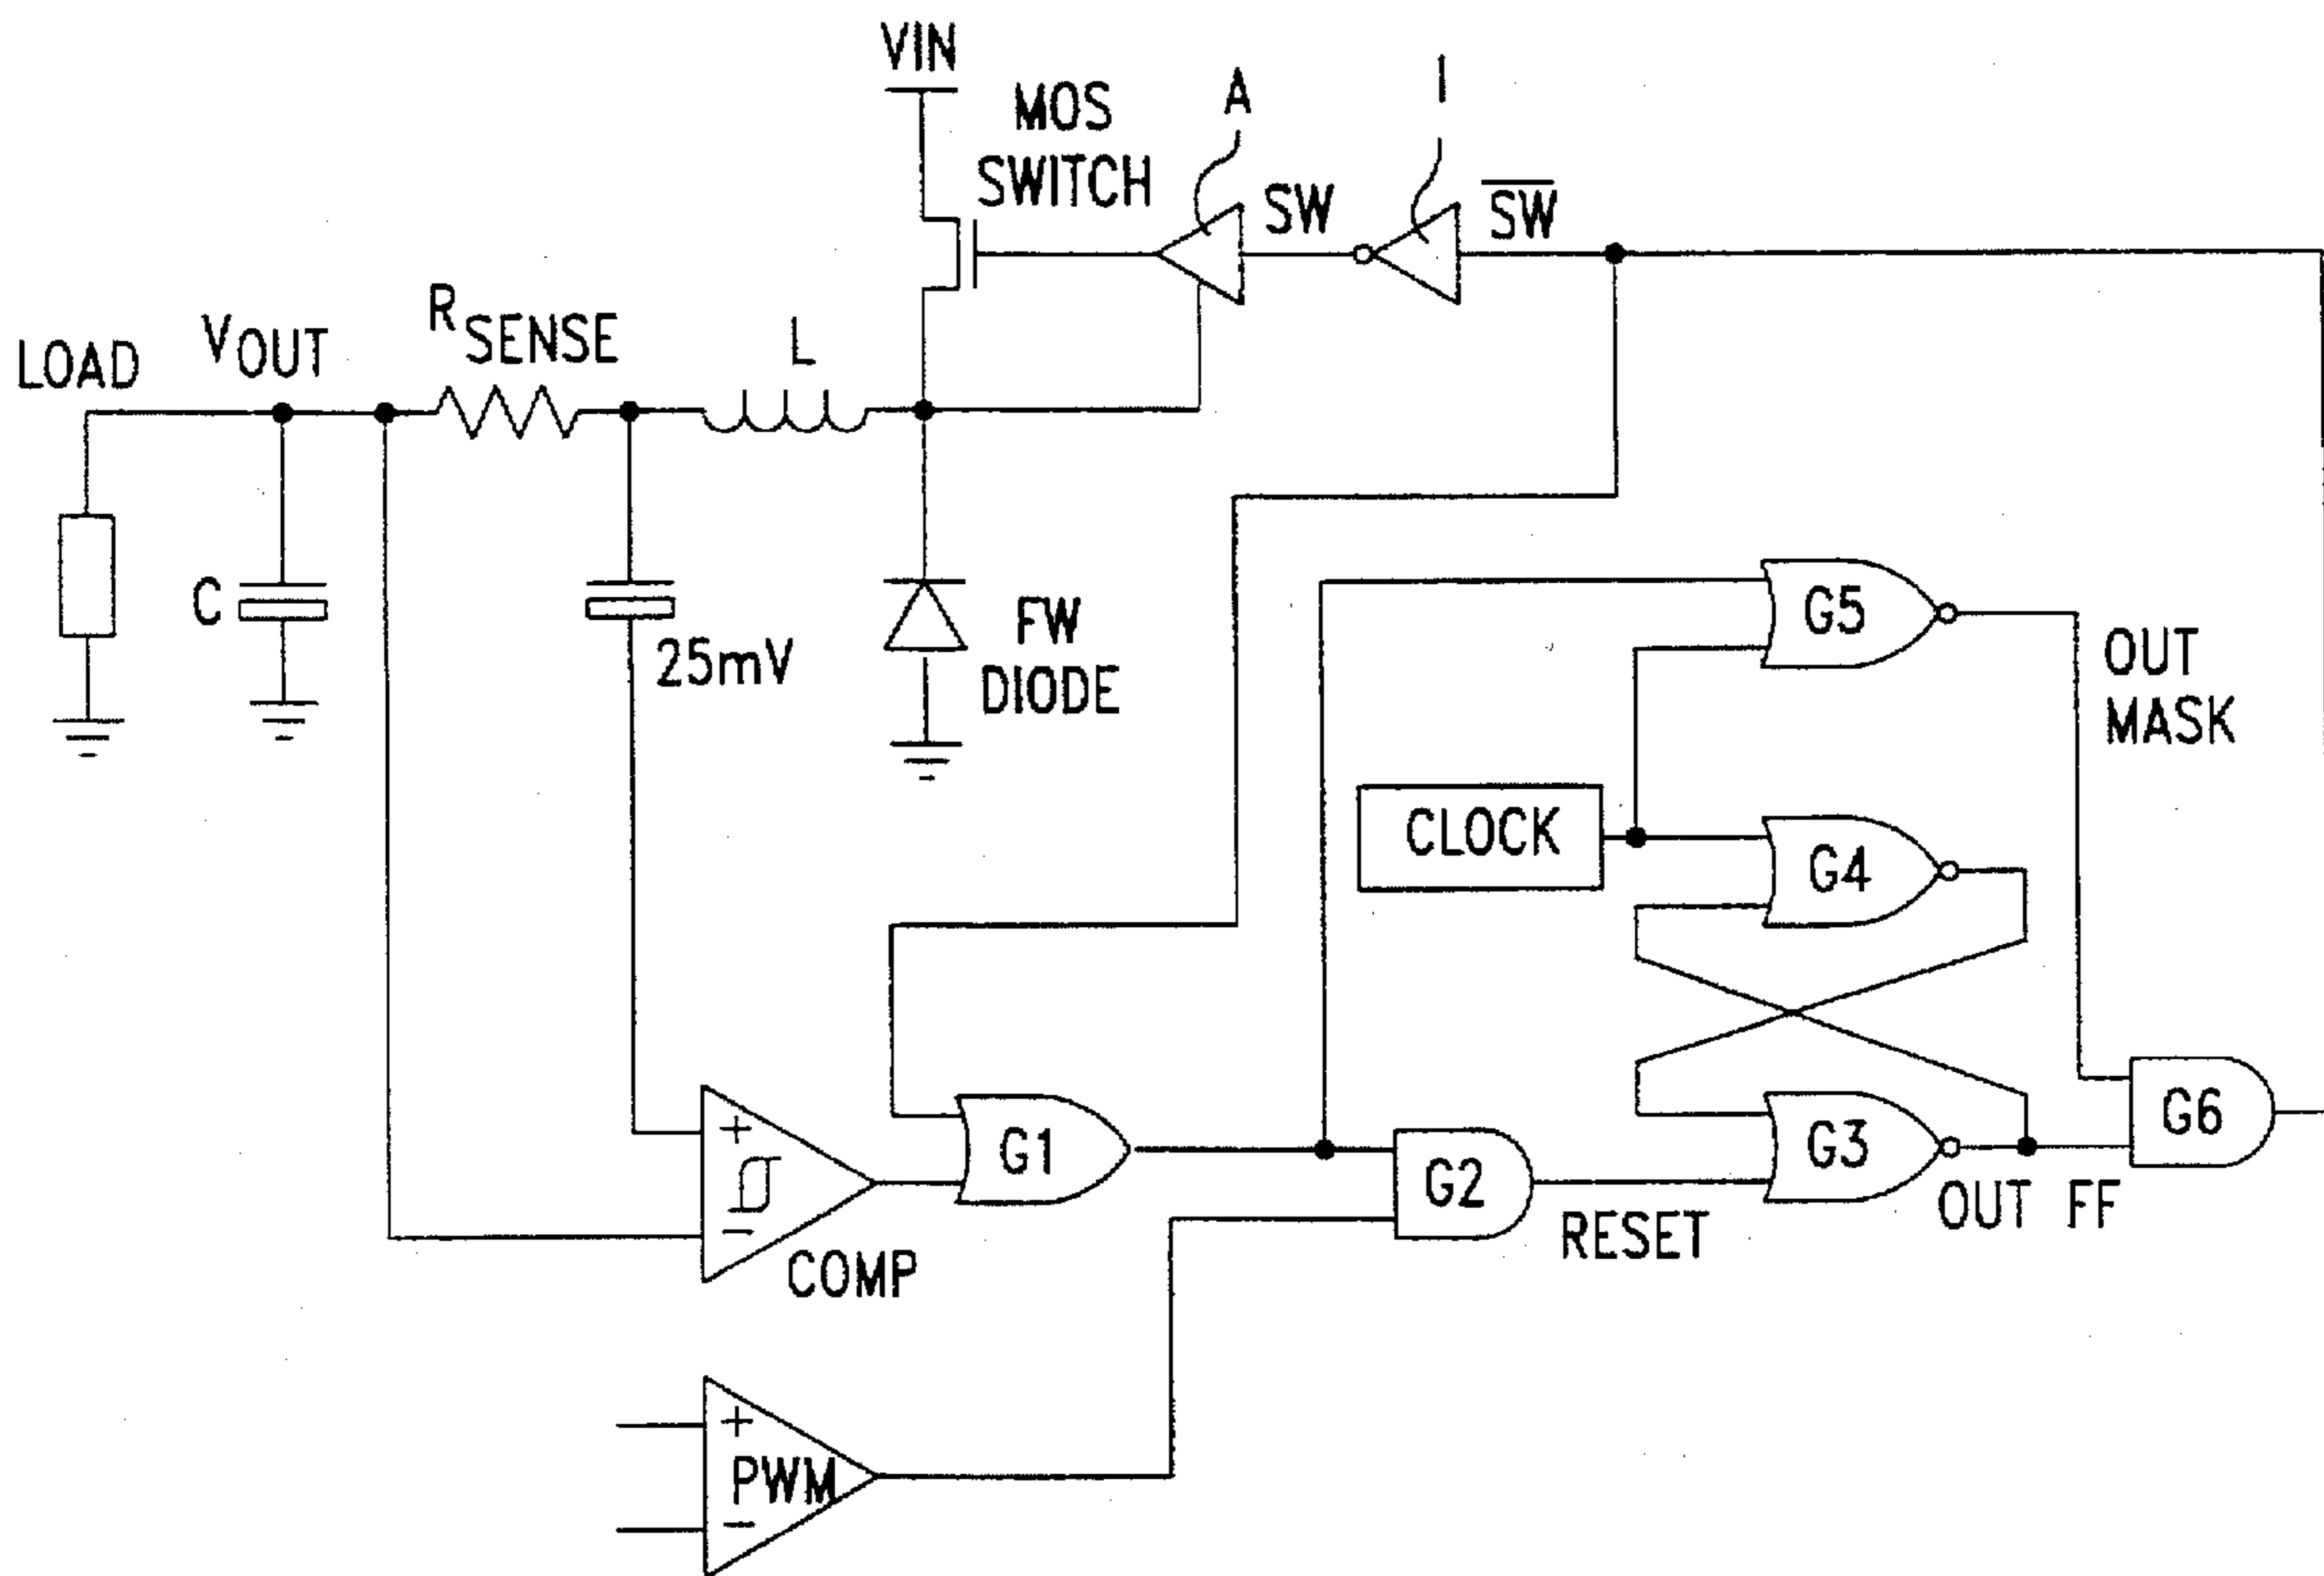 VIN
MOS
SWITCH
A
I
SW
S̅W̅
LOAD
VOUT
RSENSE
L
C
25mV
FW
DIODE
G5
OUT
MASK
CLOCK
G4
G1
G2
RESET
G3
OUT FF
G6
+
−
COMP
+
PWM
−